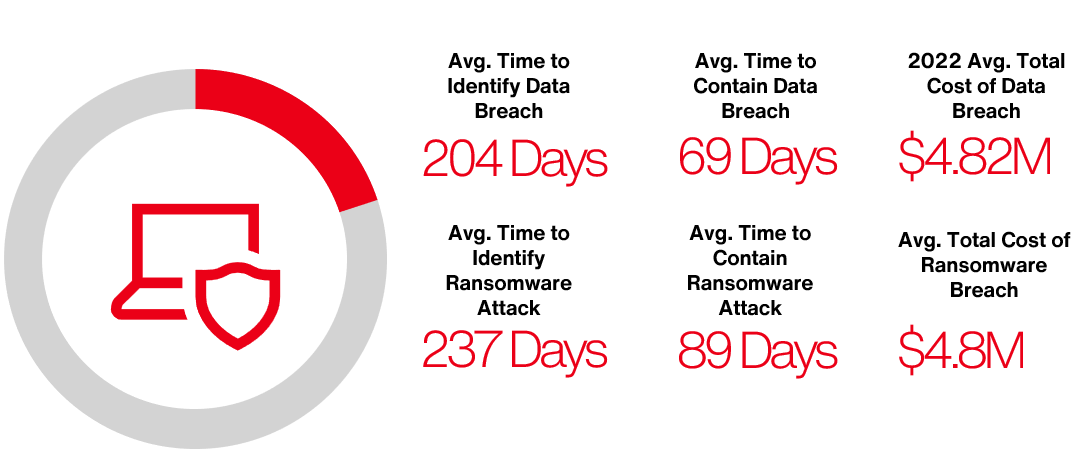 Avg. Time to
Identify Data
Breach
204 Days
Avg. Time to
Contain Data
Breach
69 Days
2022 Avg. Total
Cost of Data
Breach
$4.82M
Avg. Time to
Identify
Ransomware
Attack
237 Days
Avg. Time to
Contain
Ransomware
Attack
89 Days
Avg. Total Cost of
Ransomware
Breach
$4.8M